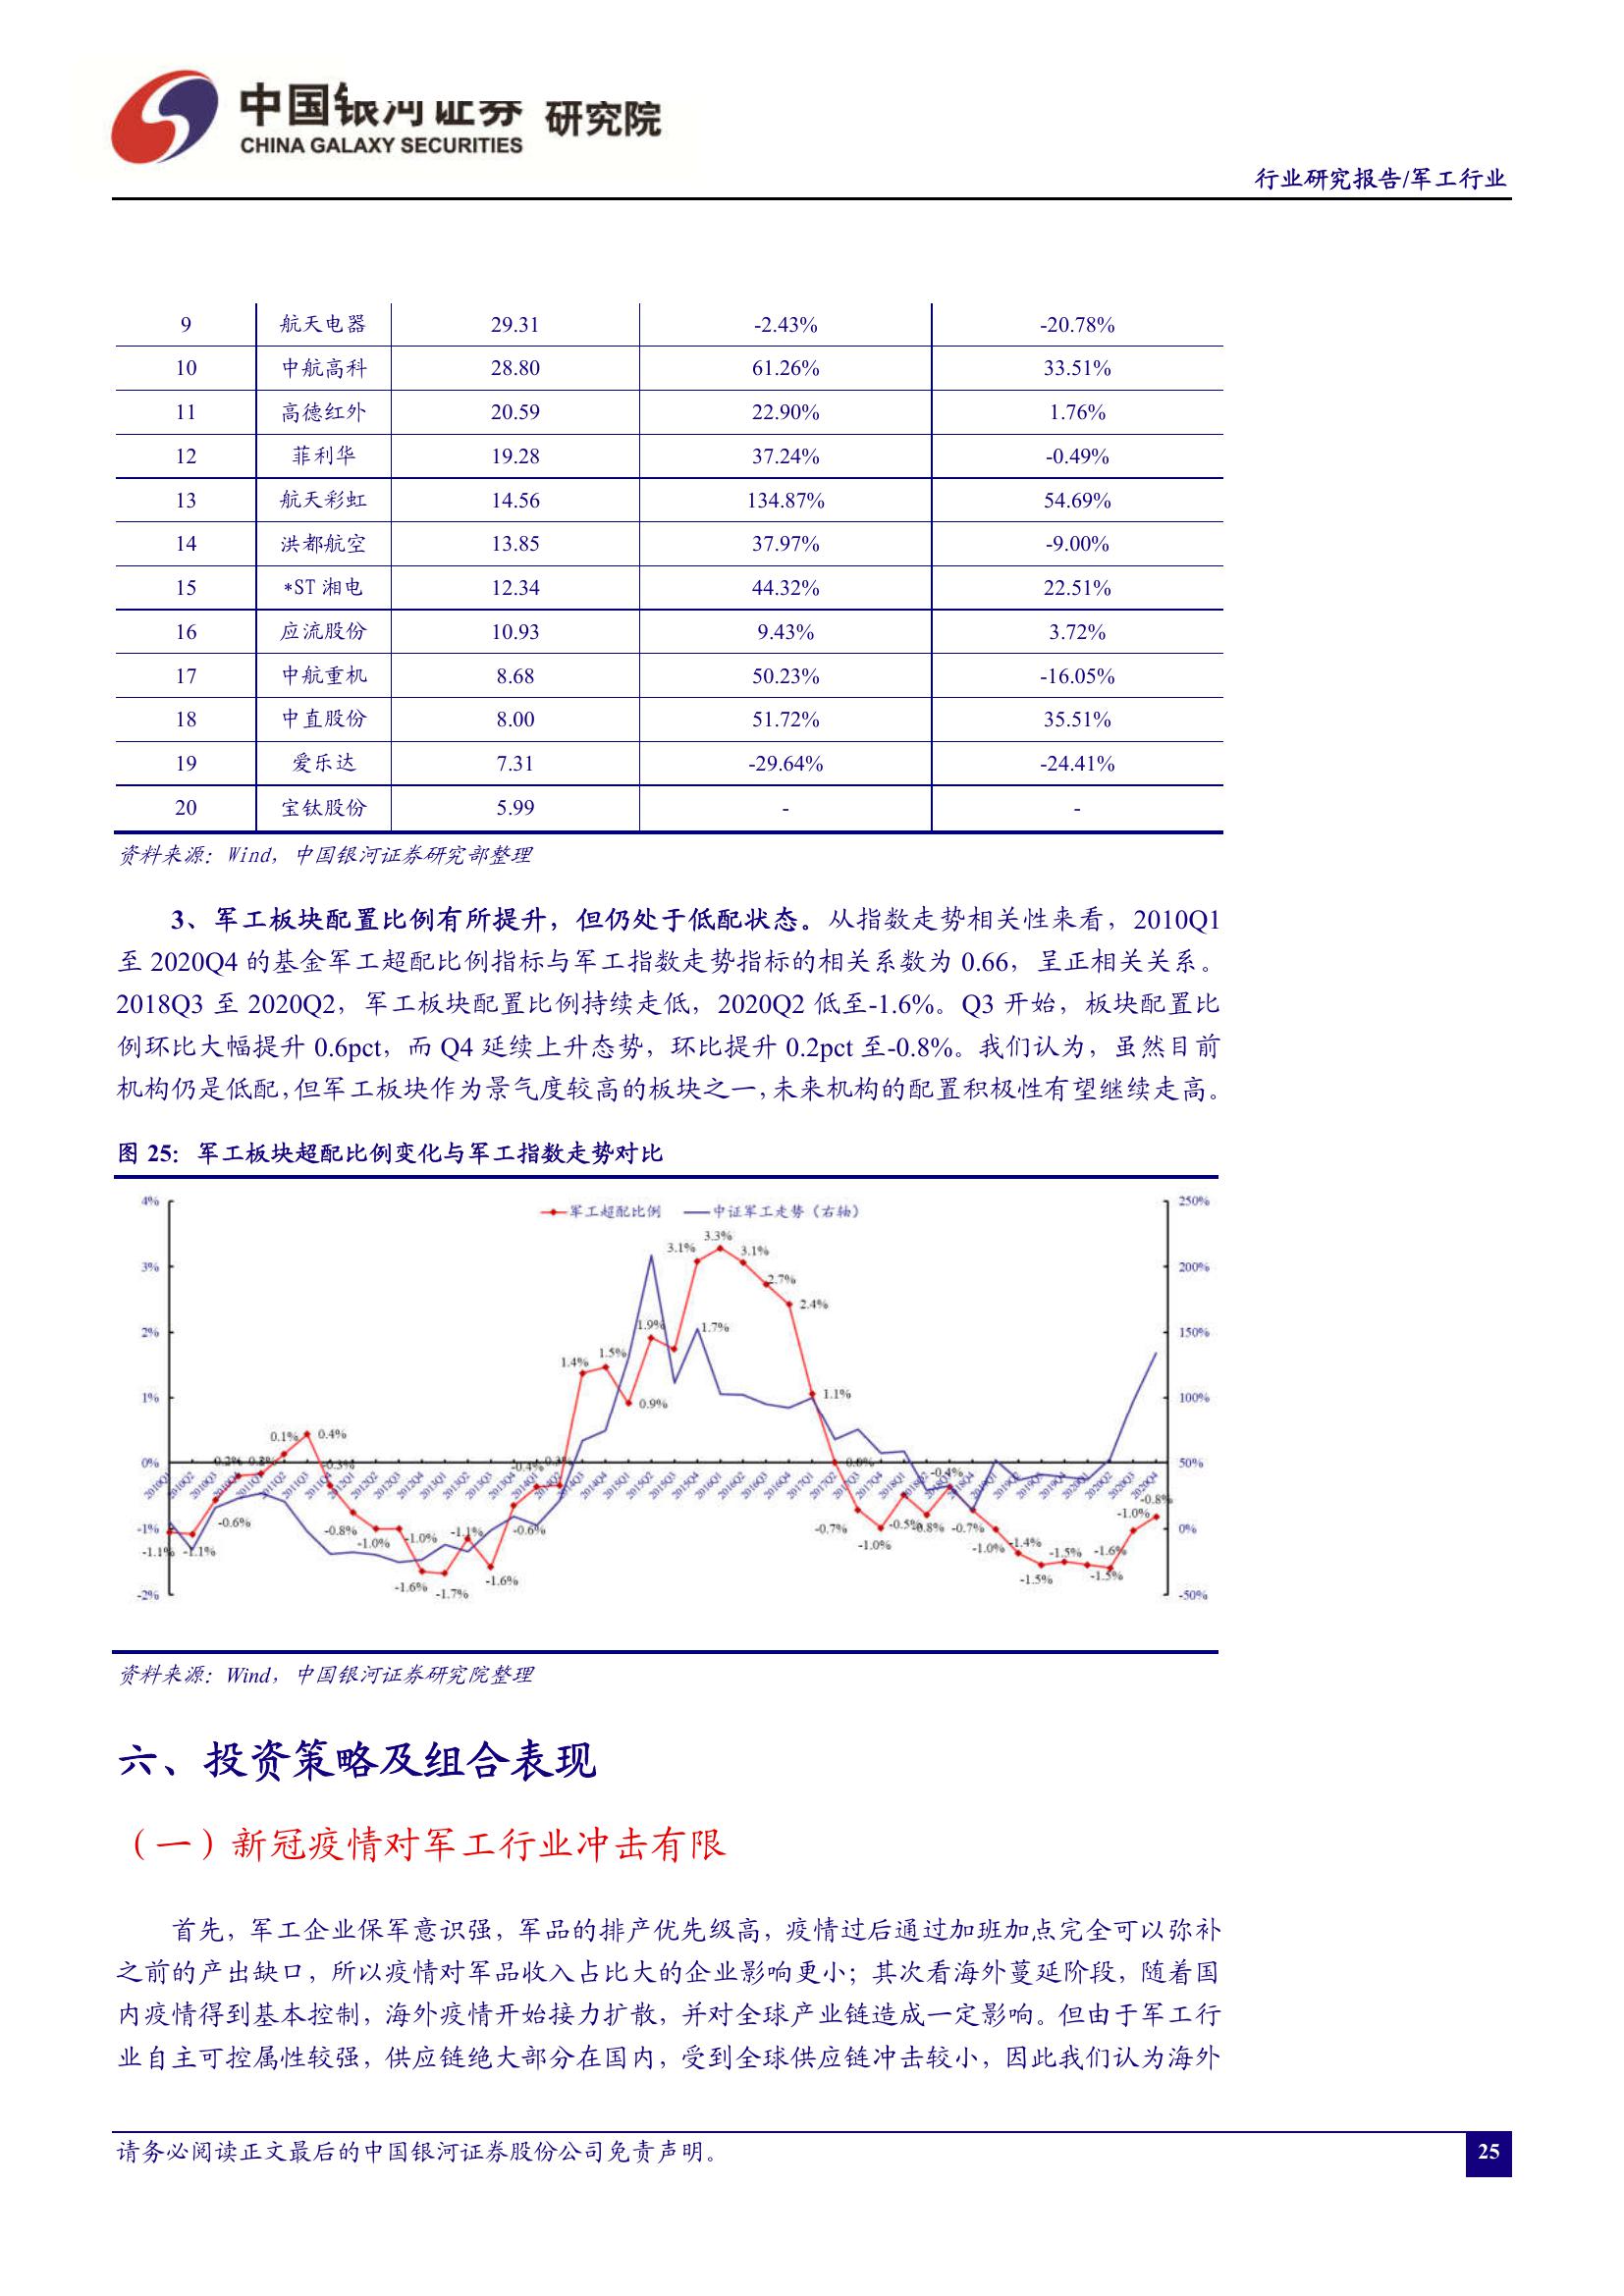 中国银河证券 研究院
CHINA GALAXY SECURITIES
行业研究报告/军工行业
9 航天电器 29.31 -2.43% -20.78%
10 中航高科 28.80 61.26% 33.51%
11 高德红外 20.59 22.90% 1.76%
12 菲利华 19.28 37.24% -0.49%
13 航天彩虹 14.56 134.87% 54.69%
14 洪都航空 13.85 37.97% -9.00%
15 *ST 湘电 12.34 44.32% 22.51%
16 应流股份 10.93 9.43% 3.72%
17 中航重机 8.68 50.23% -16.05%
18 中直股份 8.00 51.72% 35.51%
19 爱乐达 7.31 -29.64% -24.41%
20 宝钛股份 5.99 - -
资料来源：Wind，中国银河证券研究部整理
3、军工板块配置比例有所提升，但仍处于低配状态。从指数走势相关性来看，2010Q1
至 2020Q4 的基金军工超配比例指标与军工指数走势指标的相关系数为 0.66，呈正相关关系。
2018Q3 至 2020Q2，军工板块配置比例持续走低，2020Q2 低至-1.6%。Q3 开始，板块配置比
例环比大幅提升 0.6pct，而 Q4 延续上升态势，环比提升 0.2pct 至-0.8%。我们认为，虽然目前
机构仍是低配，但军工板块作为景气度较高的板块之一，未来机构的配置积极性有望继续走高。
图 25：军工板块超配比例变化与军工指数走势对比
军工超配比例 中证军工走势（右轴）
4% 250%
3% 200%
2% 150%
1% 100%
0% 50%
-1% 0%
-2% -50%
-1.1% -1.1% -0.6% 0.1% 0.4% -0.8% -1.0% -1.0% -1.6% -1.7% -1.1% -1.6% -0.6% 1.4% 1.5% 0.9% 1.9% 1.7% 3.1% 3.3% 3.1% 2.7% 2.4% 1.1% 0.0% -0.7% -1.0% -0.5% -0.8% -0.4% -0.7% -1.0% -1.4% -1.5% -1.5% -1.5% -1.6% -1.0% -0.8%
2010Q1 2010Q2 2010Q3 2010Q4 2011Q1 2011Q2 2011Q3 2011Q4 2012Q1 2012Q2 2012Q3 2012Q4 2013Q1 2013Q2 2013Q3 2013Q4 2014Q1 2014Q2 2014Q3 2014Q4 2015Q1 2015Q2 2015Q3 2015Q4 2016Q1 2016Q2 2016Q3 2016Q4 2017Q1 2017Q2 2017Q3 2017Q4 2018Q1 2018Q2 2018Q3 2018Q4 2019Q1 2019Q2 2019Q3 2019Q4 2020Q1 2020Q2 2020Q3 2020Q4
资料来源：Wind，中国银河证券研究院整理
六、投资策略及组合表现
（一）新冠疫情对军工行业冲击有限
首先，军工企业保军意识强，军品的排产优先级高，疫情过后通过加班加点完全可以弥补
之前的产出缺口，所以疫情对军品收入占比大的企业影响更小；其次看海外蔓延阶段，随着国
内疫情得到基本控制，海外疫情开始接力扩散，并对全球产业链造成一定影响。但由于军工行
业自主可控属性较强，供应链绝大部分在国内，受到全球供应链冲击较小，因此我们认为海外
请务必阅读正文最后的中国银河证券股份公司免责声明。
25